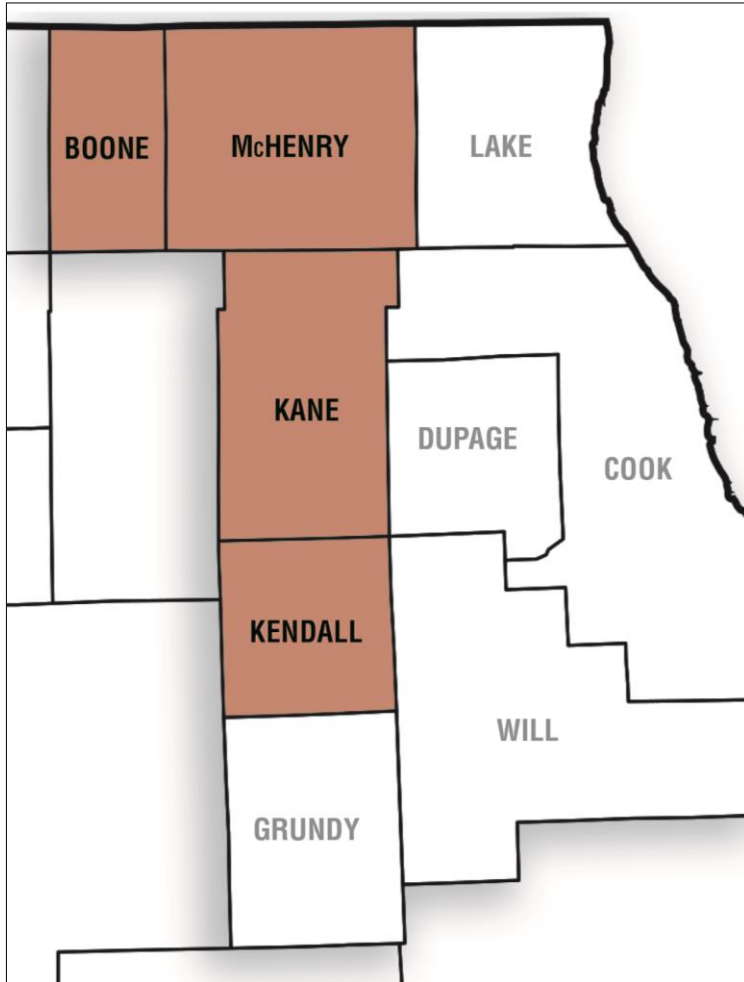 BOONE
McHENRY
LAKE
KANE
DUPAGE
COOK
KENDALL
WILL
GRUNDY